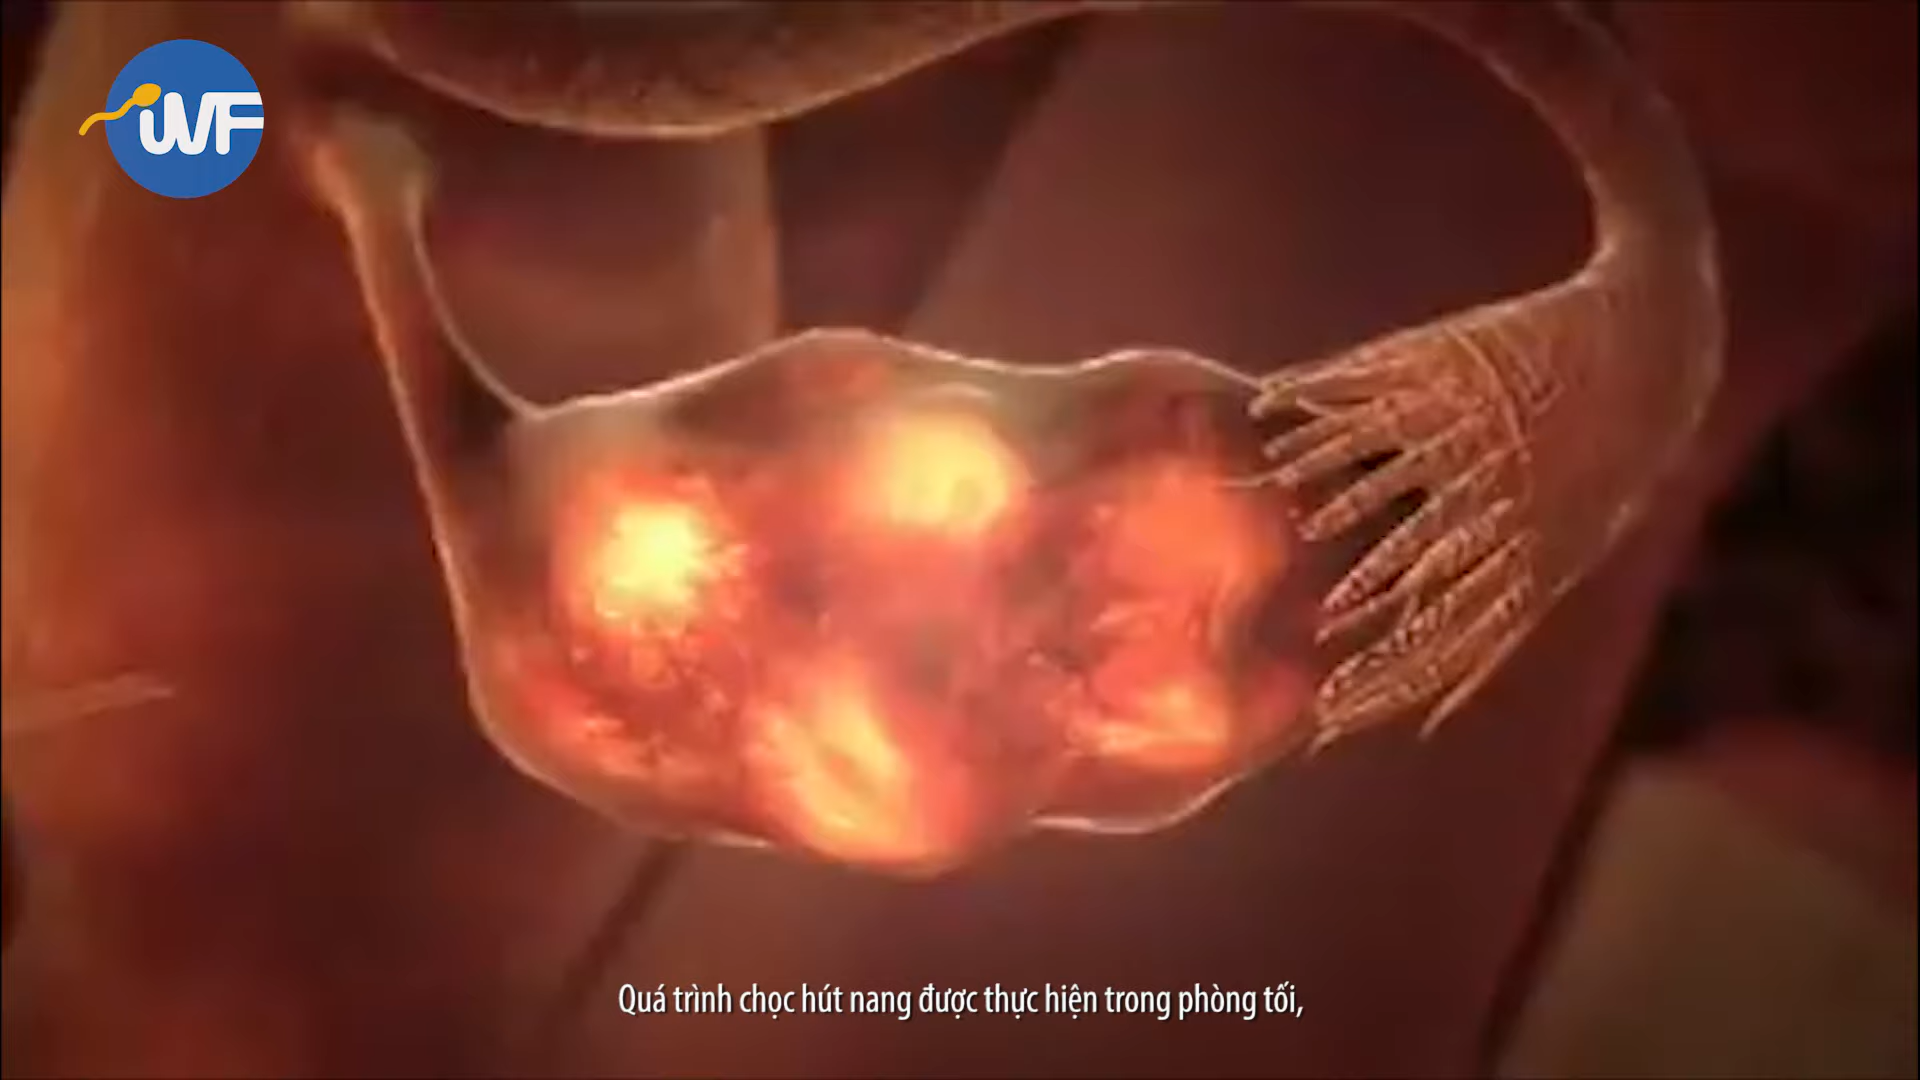 iVF
Quá trình chọc hút nang được thực hiện trong phòng tối,